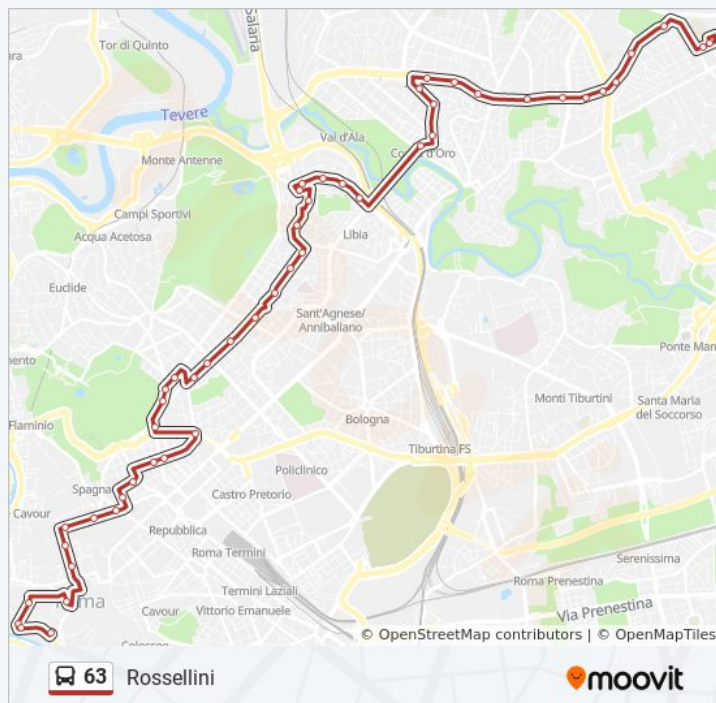 Tor di Quinto
Salaria
Tevere
Val d'Ala
Monte Antenne
Campi Sportivi
Acqua Acetosa
Libia
Euclide
Sant'Agnese/
Annibaliano
Ponte Mam
Monti Tiburtini
Santa Maria
del Soccorso
Flaminio
Bologna
Tiburtina FS
Policlinico
Spagna
Castro Pretorio
Cavour
Repubblica
Roma Termini
Serenissima
Roma Prenestina
Termini Laziali
Via Prenestina
Cavour
Vittorio Emanuele
Colosseo
© OpenStreetMap contributors | © OpenMapTiles
63 Rossellini
moovit